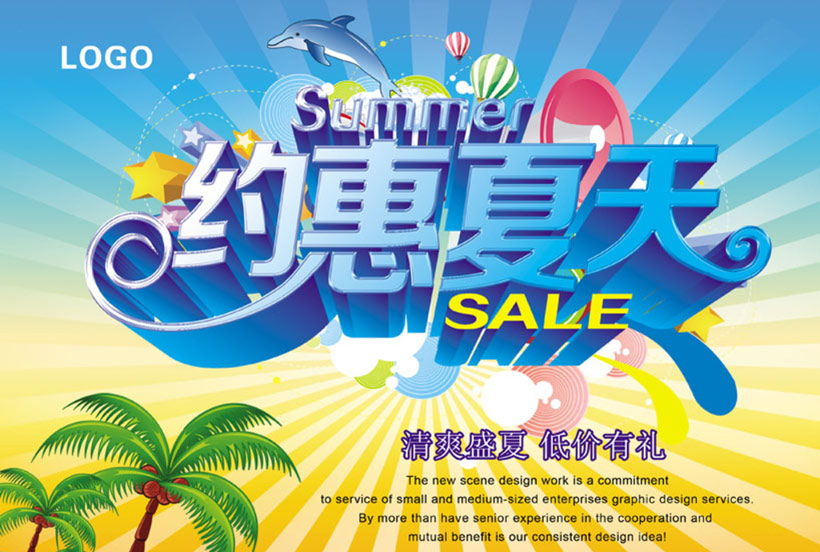 LOGO
Summer
约惠夏天
SALE
清爽盛夏 低价有礼
The new scene design work is a commitment
to service of small and medium-sized enterprises graphic design services.
By more than have senior experience in the cooperation and
mutual benefit is our consistent design idea!